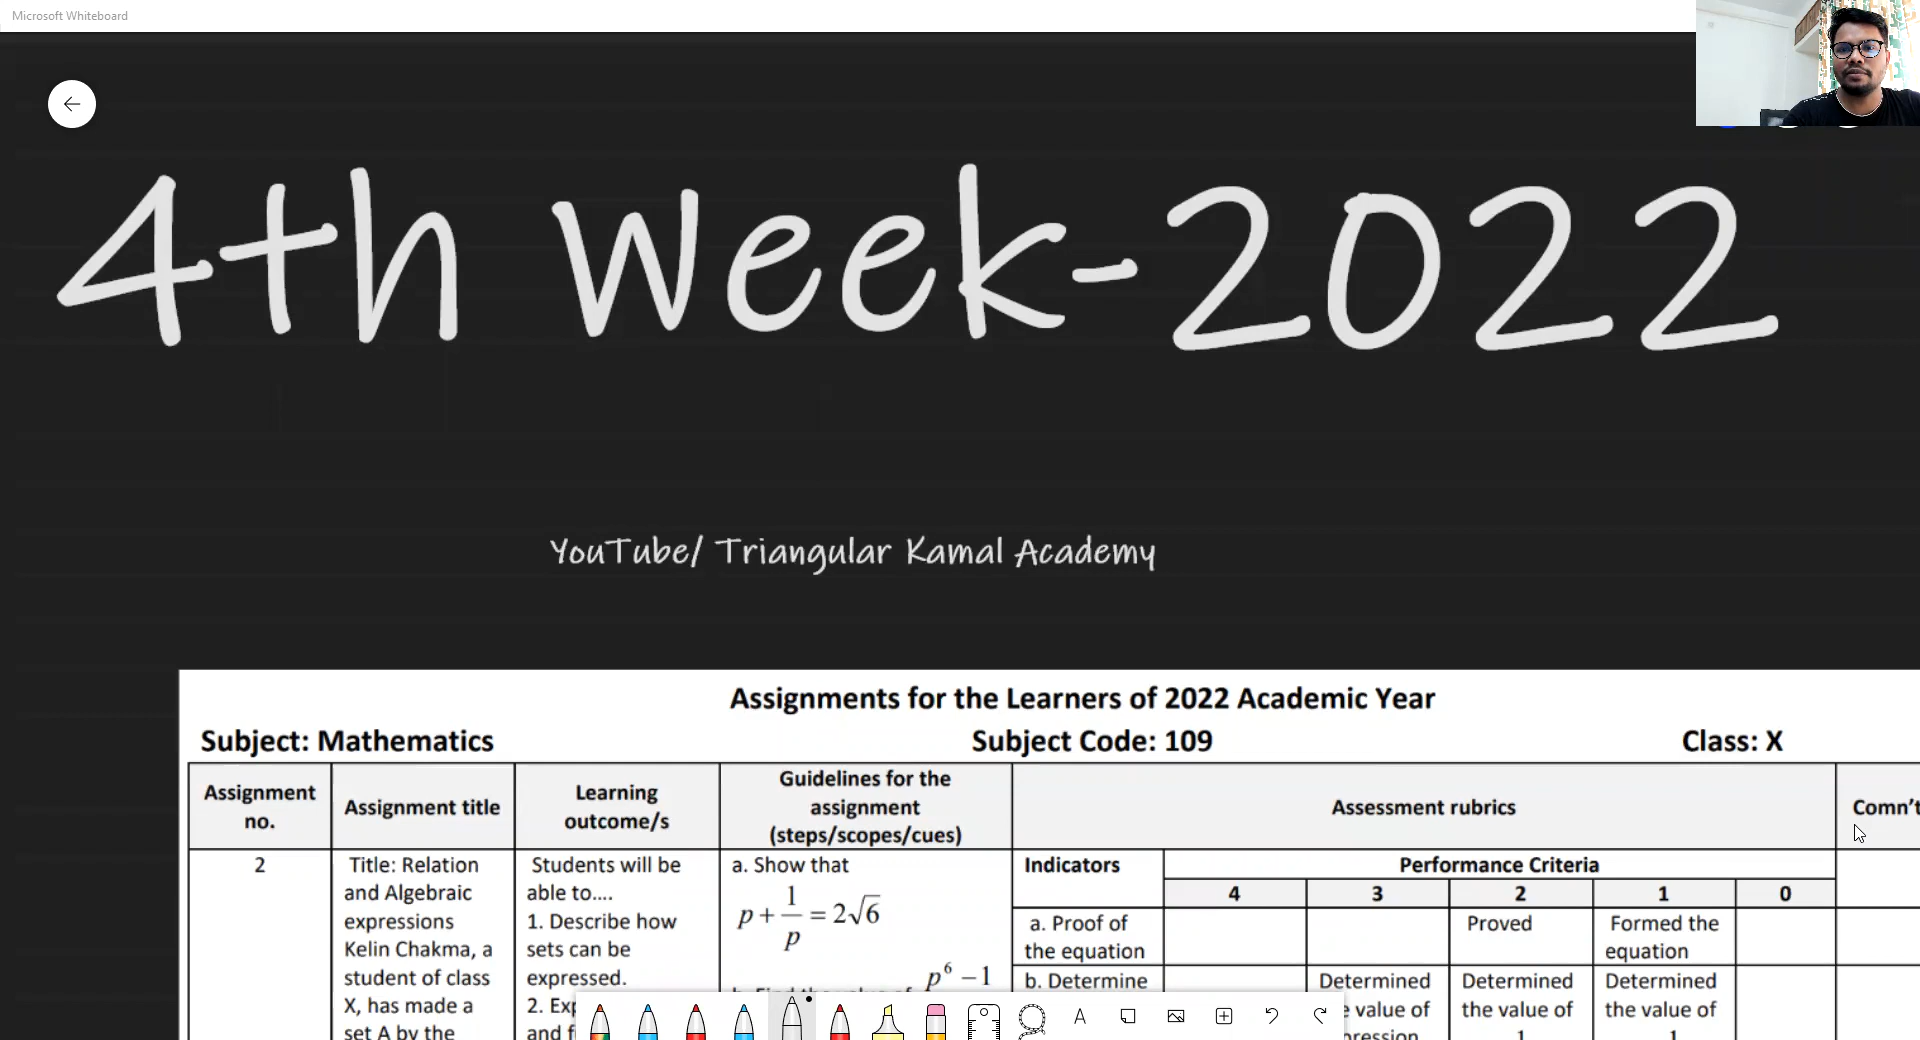 Microsoft Whiteboard
4th Week-2022
YouTube/ Triangular Kamal Academy
Assignments for the Learners of 2022 Academic Year
Subject: Mathematics Subject Code: 109 Class: X
Assignment no.
Assignment title
Learning outcome/s
Guidelines for the assignment (steps/scopes/cues)
Assessment rubrics
Comn't
2
Title: Relation
and Algebraic
expressions
Kelin Chakma, a
student of class
X, has made a
set A by the
Students will be
able to....
1. Describe how
sets can be
expressed.
2. Exp
and f
a. Show that
p + 1/p = 2√6
p⁶ − 1
Indicators
Performance Criteria
4 3 2 1 0
a. Proof of
the equation
Proved
Formed the
equation
b. Determine
Determined
e value of
Determined
the value of
1
Determined
the value of
1